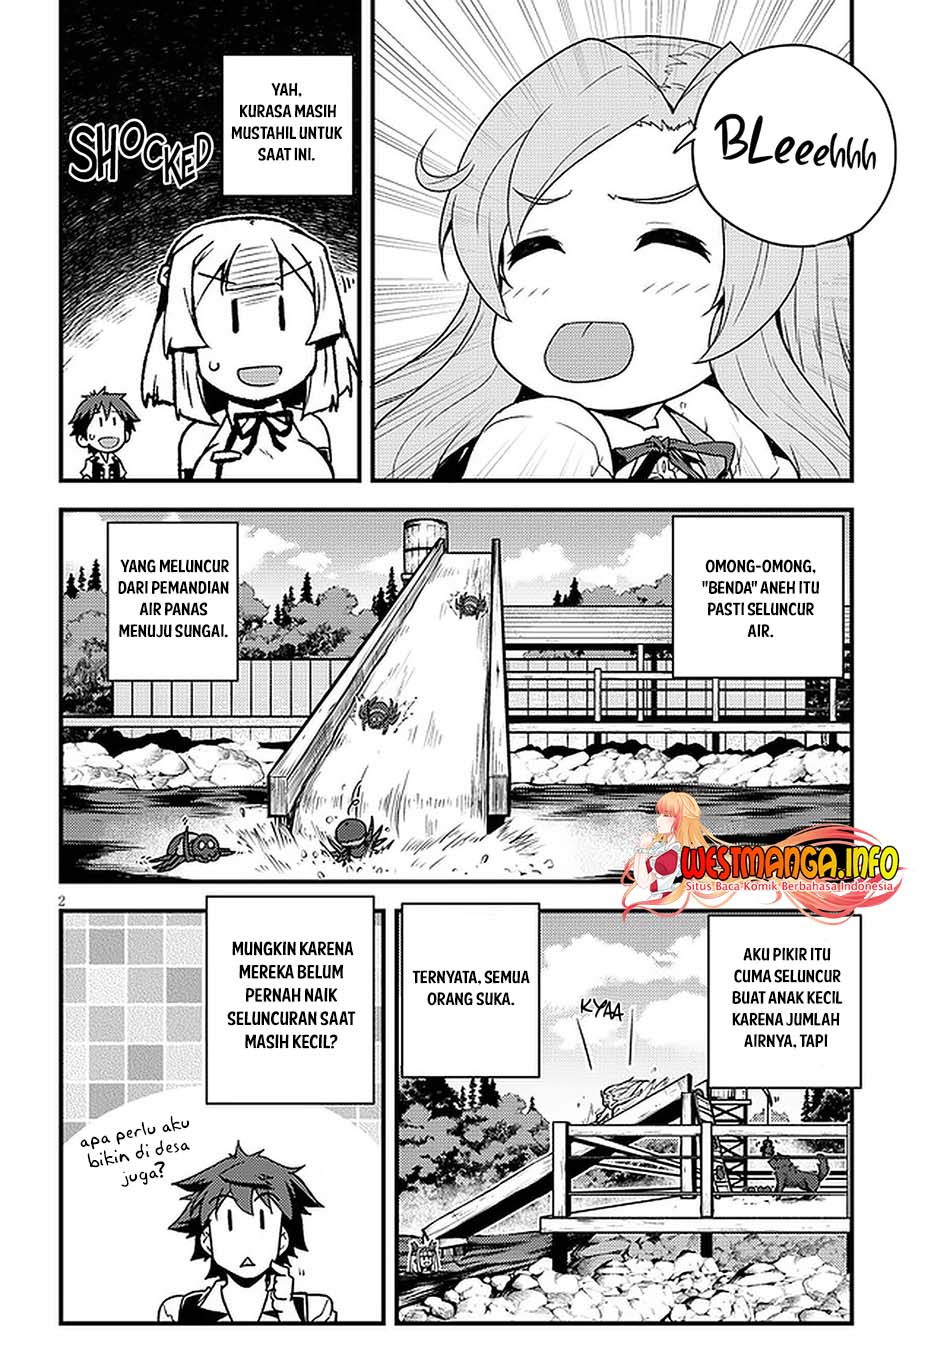 BLeeehhh
YAH,
KURASA MASIH
MUSTAHIL UNTUK
SAAT INI.
SHOCKED
OMONG-OMONG,
"BENDA" ANEH ITU
PASTI SELUNCUR
AIR.
YANG MELUNCUR
DARI PEMANDIAN
AIR PANAS
MENUJU SUNGAI.
WESTMANGA.INFO
Situs Baca Komik Berbahasa Indonesia
2
AKU PIKIR ITU
CUMA SELUNCUR
BUAT ANAK KECIL
KARENA JUMLAH
AIRNYA, TAPI
TERNYATA, SEMUA
ORANG SUKA.
KYAA
MUNGKIN KARENA
MEREKA BELUM
PERNAH NAIK
SELUNCURAN SAAT
MASIH KECIL?
apa perlu aku
bikin di desa
juga?